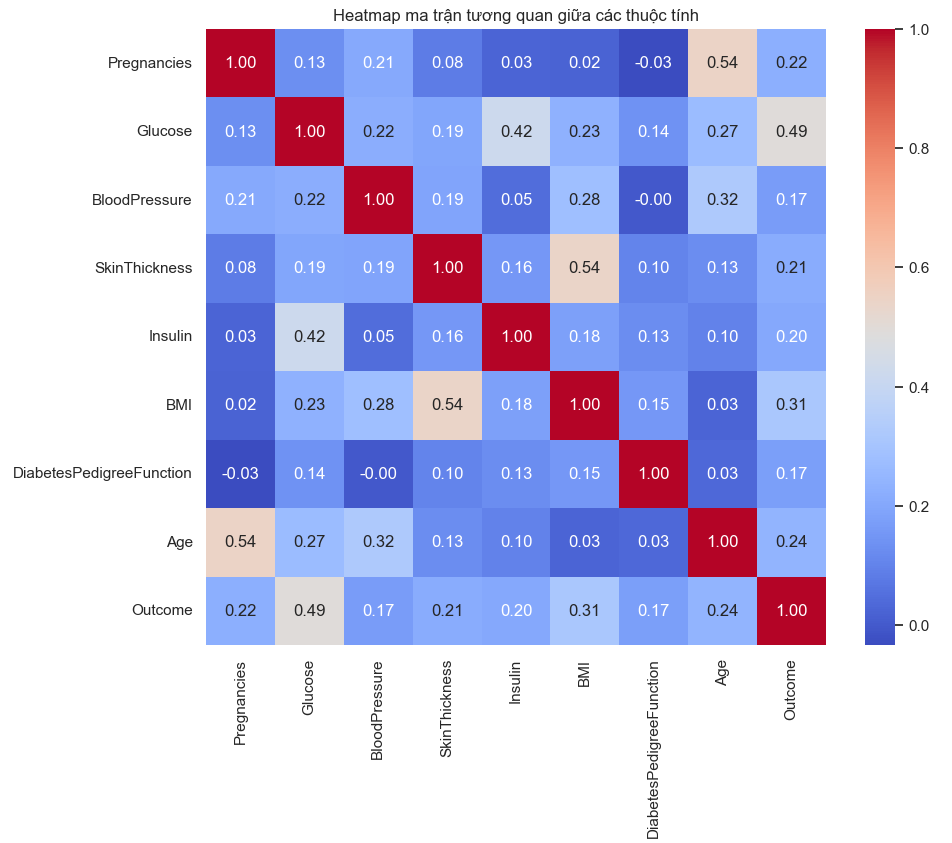 Heatmap ma trận tương quan giữa các thuộc tính
Pregnancies 1.00 0.13 0.21 0.08 0.03 0.02 -0.03 0.54 0.22
Glucose 0.13 1.00 0.22 0.19 0.42 0.23 0.14 0.27 0.49
BloodPressure 0.21 0.22 1.00 0.19 0.05 0.28 -0.00 0.32 0.17
SkinThickness 0.08 0.19 0.19 1.00 0.16 0.54 0.10 0.13 0.21
Insulin 0.03 0.42 0.05 0.16 1.00 0.18 0.13 0.10 0.20
BMI 0.02 0.23 0.28 0.54 0.18 1.00 0.15 0.03 0.31
DiabetesPedigreeFunction -0.03 0.14 -0.00 0.10 0.13 0.15 1.00 0.03 0.17
Age 0.54 0.27 0.32 0.13 0.10 0.03 0.03 1.00 0.24
Outcome 0.22 0.49 0.17 0.21 0.20 0.31 0.17 0.24 1.00
Pregnancies
Glucose
BloodPressure
SkinThickness
Insulin
BMI
DiabetesPedigreeFunction
Age
Outcome
1.0
0.8
0.6
0.4
0.2
0.0